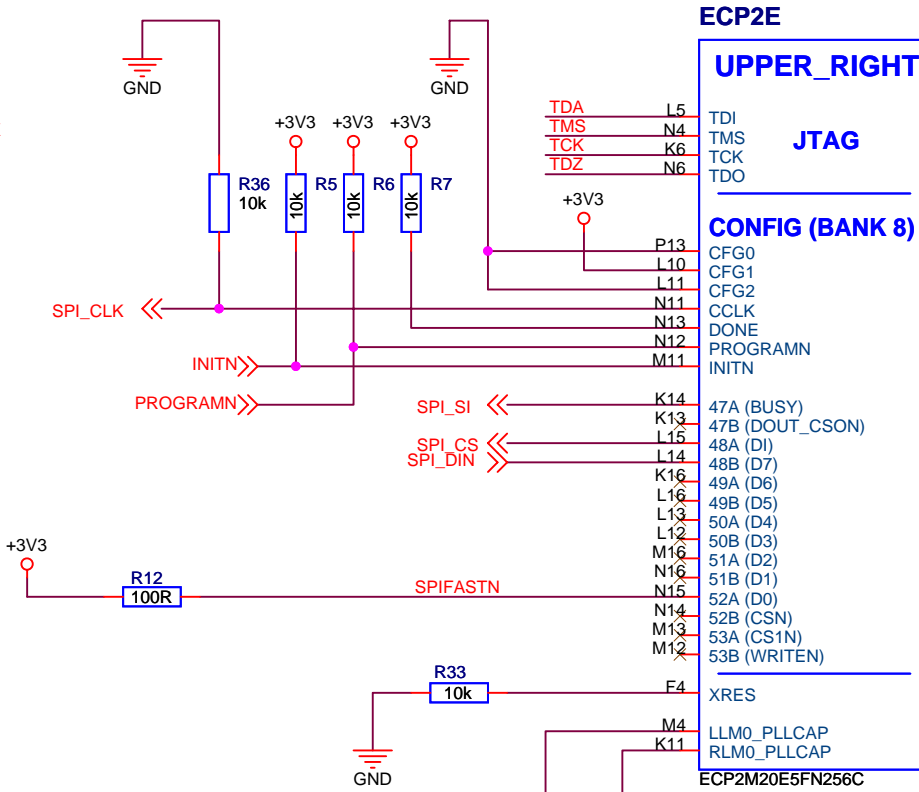 ECP2E
UPPER_RIGHT
GND
GND
TDA L5 TDI
TMS N4 TMS
TCK K6 TCK
TDZ N6 TDO
JTAG
+3V3 +3V3 +3V3
R36 10k
R5 10k
R6 10k
R7 10k
+3V3
CONFIG (BANK 8)
P13 CFG0
L10 CFG1
L11 CFG2
SPI_CLK N11 CCLK
N13 DONE
N12 PROGRAMN
INITN M11 INITN
PROGRAMN
SPI_SI K14 47A (BUSY)
K13 47B (DOUT_CSON)
SPI_CS L15 48A (DI)
SPI_DIN L14 48B (D7)
K16 49A (D6)
L16 49B (D5)
L13 50A (D4)
L12 50B (D3)
M16 51A (D2)
N16 51B (D1)
+3V3
R12
100R
SPIFASTN N15 52A (D0)
N14 52B (CSN)
M13 53A (CS1N)
M12 53B (WRITEN)
R33
10k
F4 XRES
GND
M4 LLM0_PLLCAP
K11 RLM0_PLLCAP
ECP2M20E5FN256C